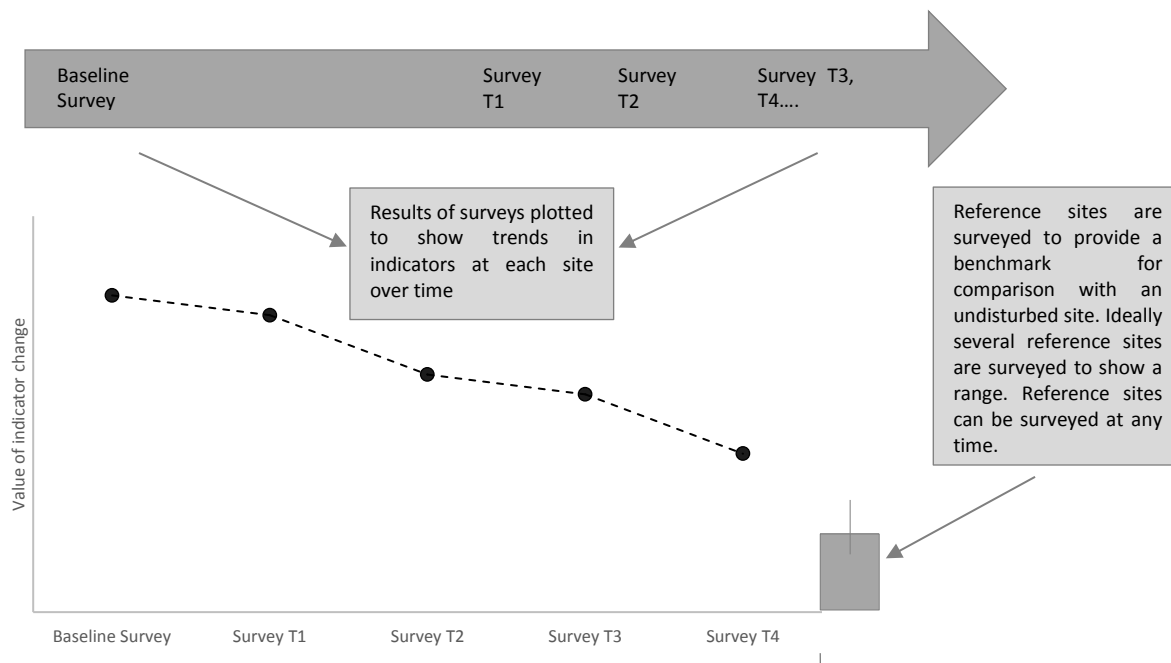 Baseline
Survey
Survey
T1
Survey
T2
Survey T3,
T4....
Results of surveys plotted
to show trends in
indicators at each site
over time
Reference sites are
surveyed to provide a
benchmark for
comparison with an
undisturbed site. Ideally
several reference sites
are surveyed to show a
range. Reference sites
can be surveyed at any
time.
Value of indicator change
Baseline Survey
Survey T1
Survey T2
Survey T3
Survey T4